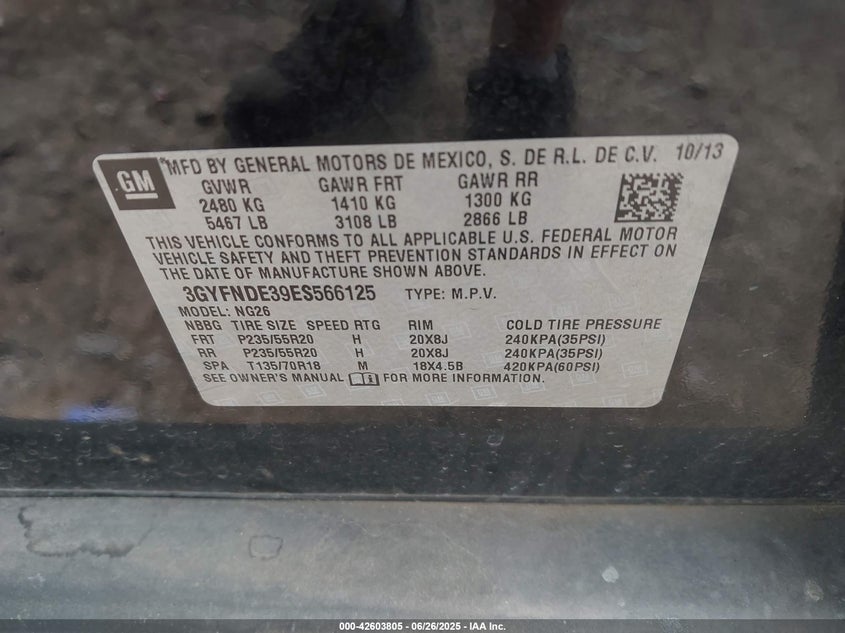 GM
*MFD BY GENERAL MOTORS DE MEXICO, S. DE R.L. DE C.V. 10/13
GVWR GAWR FRT GAWR RR
2480 KG 1410 KG 1300 KG
5467 LB 3108 LB 2866 LB
THIS VEHICLE CONFORMS TO ALL APPLICABLE U.S. FEDERAL MOTOR
VEHICLE SAFETY AND THEFT PREVENTION STANDARDS IN EFFECT ON
THE DATE OF MANUFACTURE SHOWN ABOVE.
3GYFNDE39ES566125 TYPE: M.P.V.
MODEL: NG26
NBBG TIRE SIZE SPEED RTG RIM COLD TIRE PRESSURE
FRT P235/55R20 H 20X8J 240KPA(35PSI)
RR P235/55R20 H 20X8J 240KPA(35PSI)
SPA T135/70R18 M 18X4.5B 420KPA(60PSI)
SEE OWNER'S MANUAL FOR MORE INFORMATION.
000-42603805 - 06/26/2025 - IAA Inc.